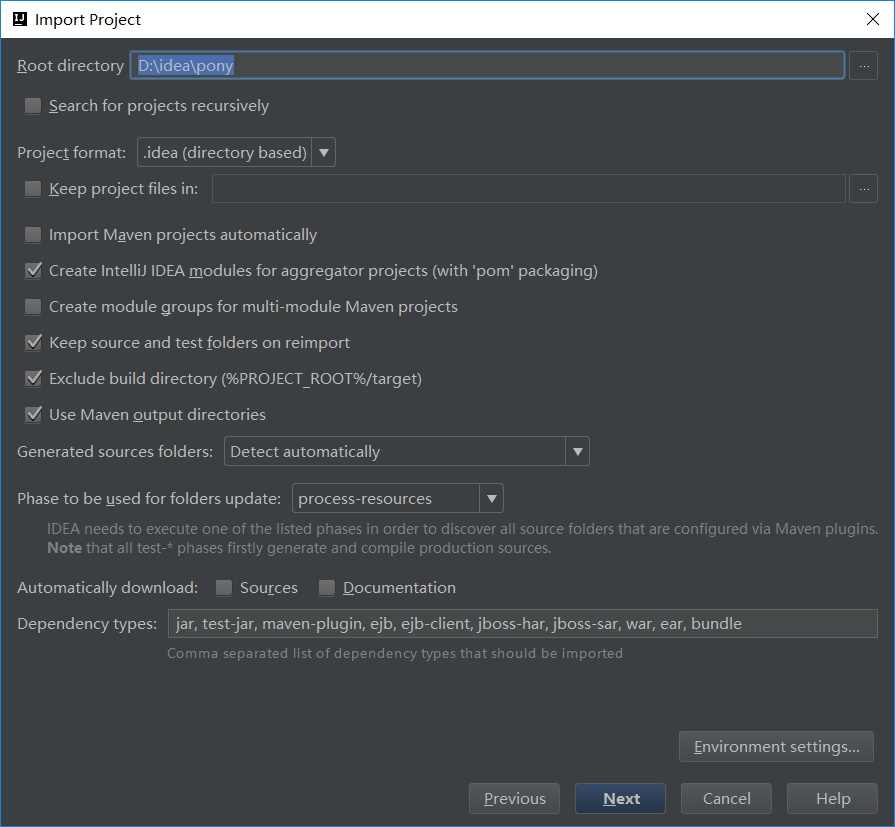 IJ Import Project
Root directory D:\idea\pony ...
Search for projects recursively
Project format: .idea (directory based)
Keep project files in: ...
Import Maven projects automatically
Create IntelliJ IDEA modules for aggregator projects (with 'pom' packaging)
Create module groups for multi-module Maven projects
Keep source and test folders on reimport
Exclude build directory (%PROJECT_ROOT%/target)
Use Maven output directories
Generated sources folders: Detect automatically
Phase to be used for folders update: process-resources
IDEA needs to execute one of the listed phases in order to discover all source folders that are configured via Maven plugins.
Note that all test-* phases firstly generate and compile production sources.
Automatically download: Sources Documentation
Dependency types: jar, test-jar, maven-plugin, ejb, ejb-client, jboss-har, jboss-sar, war, ear, bundle
Comma separated list of dependency types that should be imported
Environment settings...
Previous Next Cancel Help